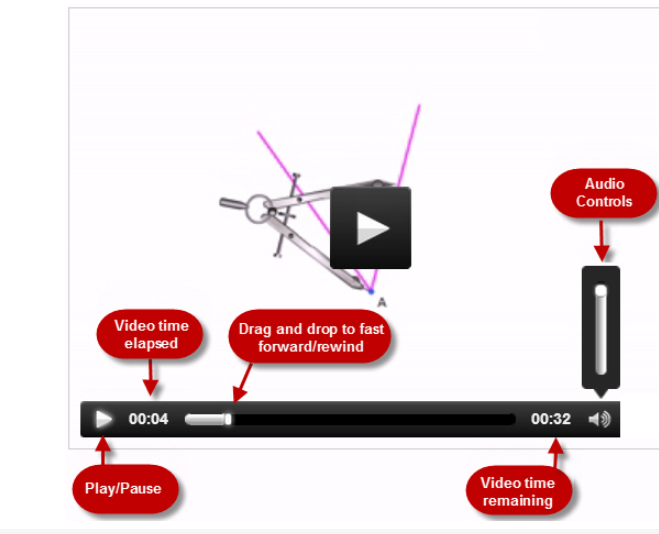 Audio
Controls
A
Video time
elapsed
Drag and drop to fast
forward/rewind
00:04
00:32
Play/Pause
Video time
remaining